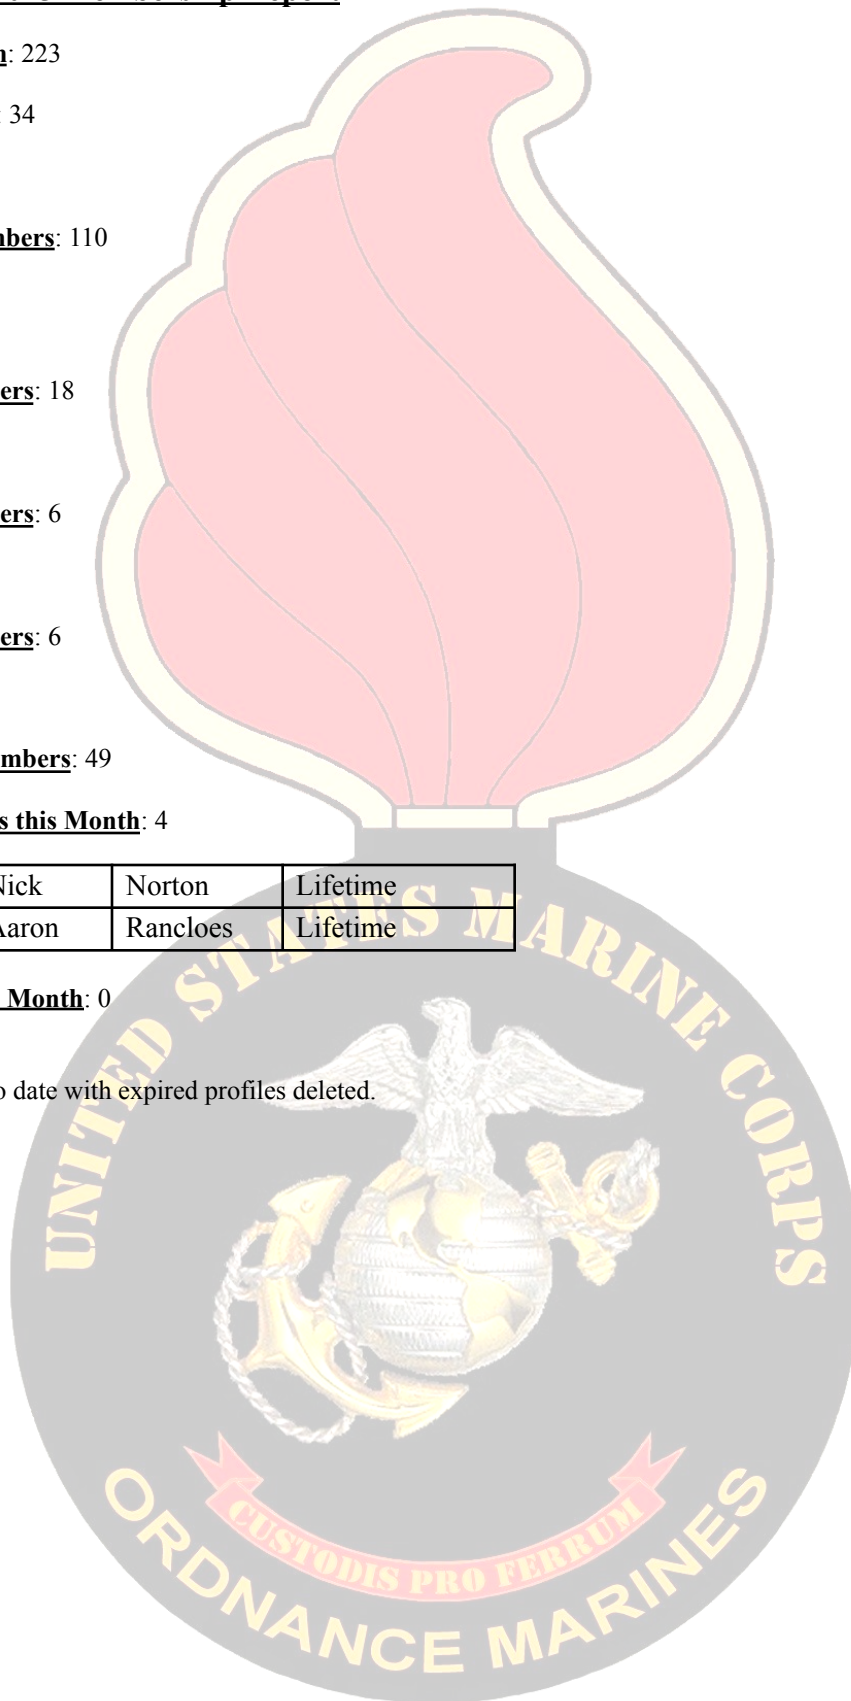 n: 223
: 34
nbers: 110
ers: 18
ers: 6
ers: 6
mbers: 49
s this Month: 4
Nick Norton Lifetime
Aaron Rancloes Lifetime
Month: 0
o date with expired profiles deleted.
UNITED STATES MARINE CORPS
CUSTODIS PRO FERRUM
ORDNANCE MARINES